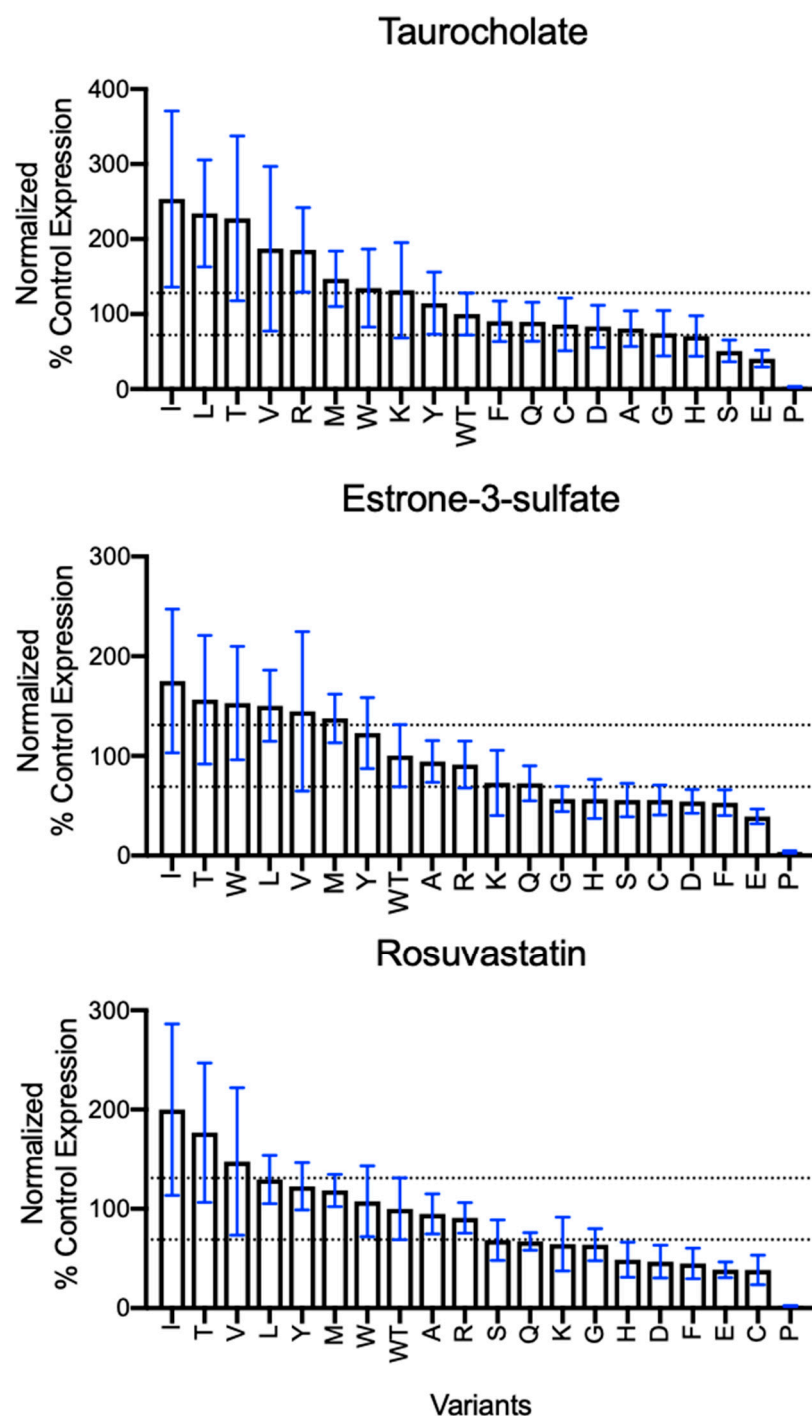 Taurocholate
Normalized
% Control Expression
400
300
200
100
0
I L T V R M W K Y WT F Q C D A G H S E P
Estrone-3-sulfate
Normalized
% Control Expression
300
200
100
0
I T W L V M Y WT A R K Q G H S C D F E P
Rosuvastatin
Normalized
% Control Expression
300
200
100
0
I T V L Y M W WT A R S Q K G H D F E C P
Variants